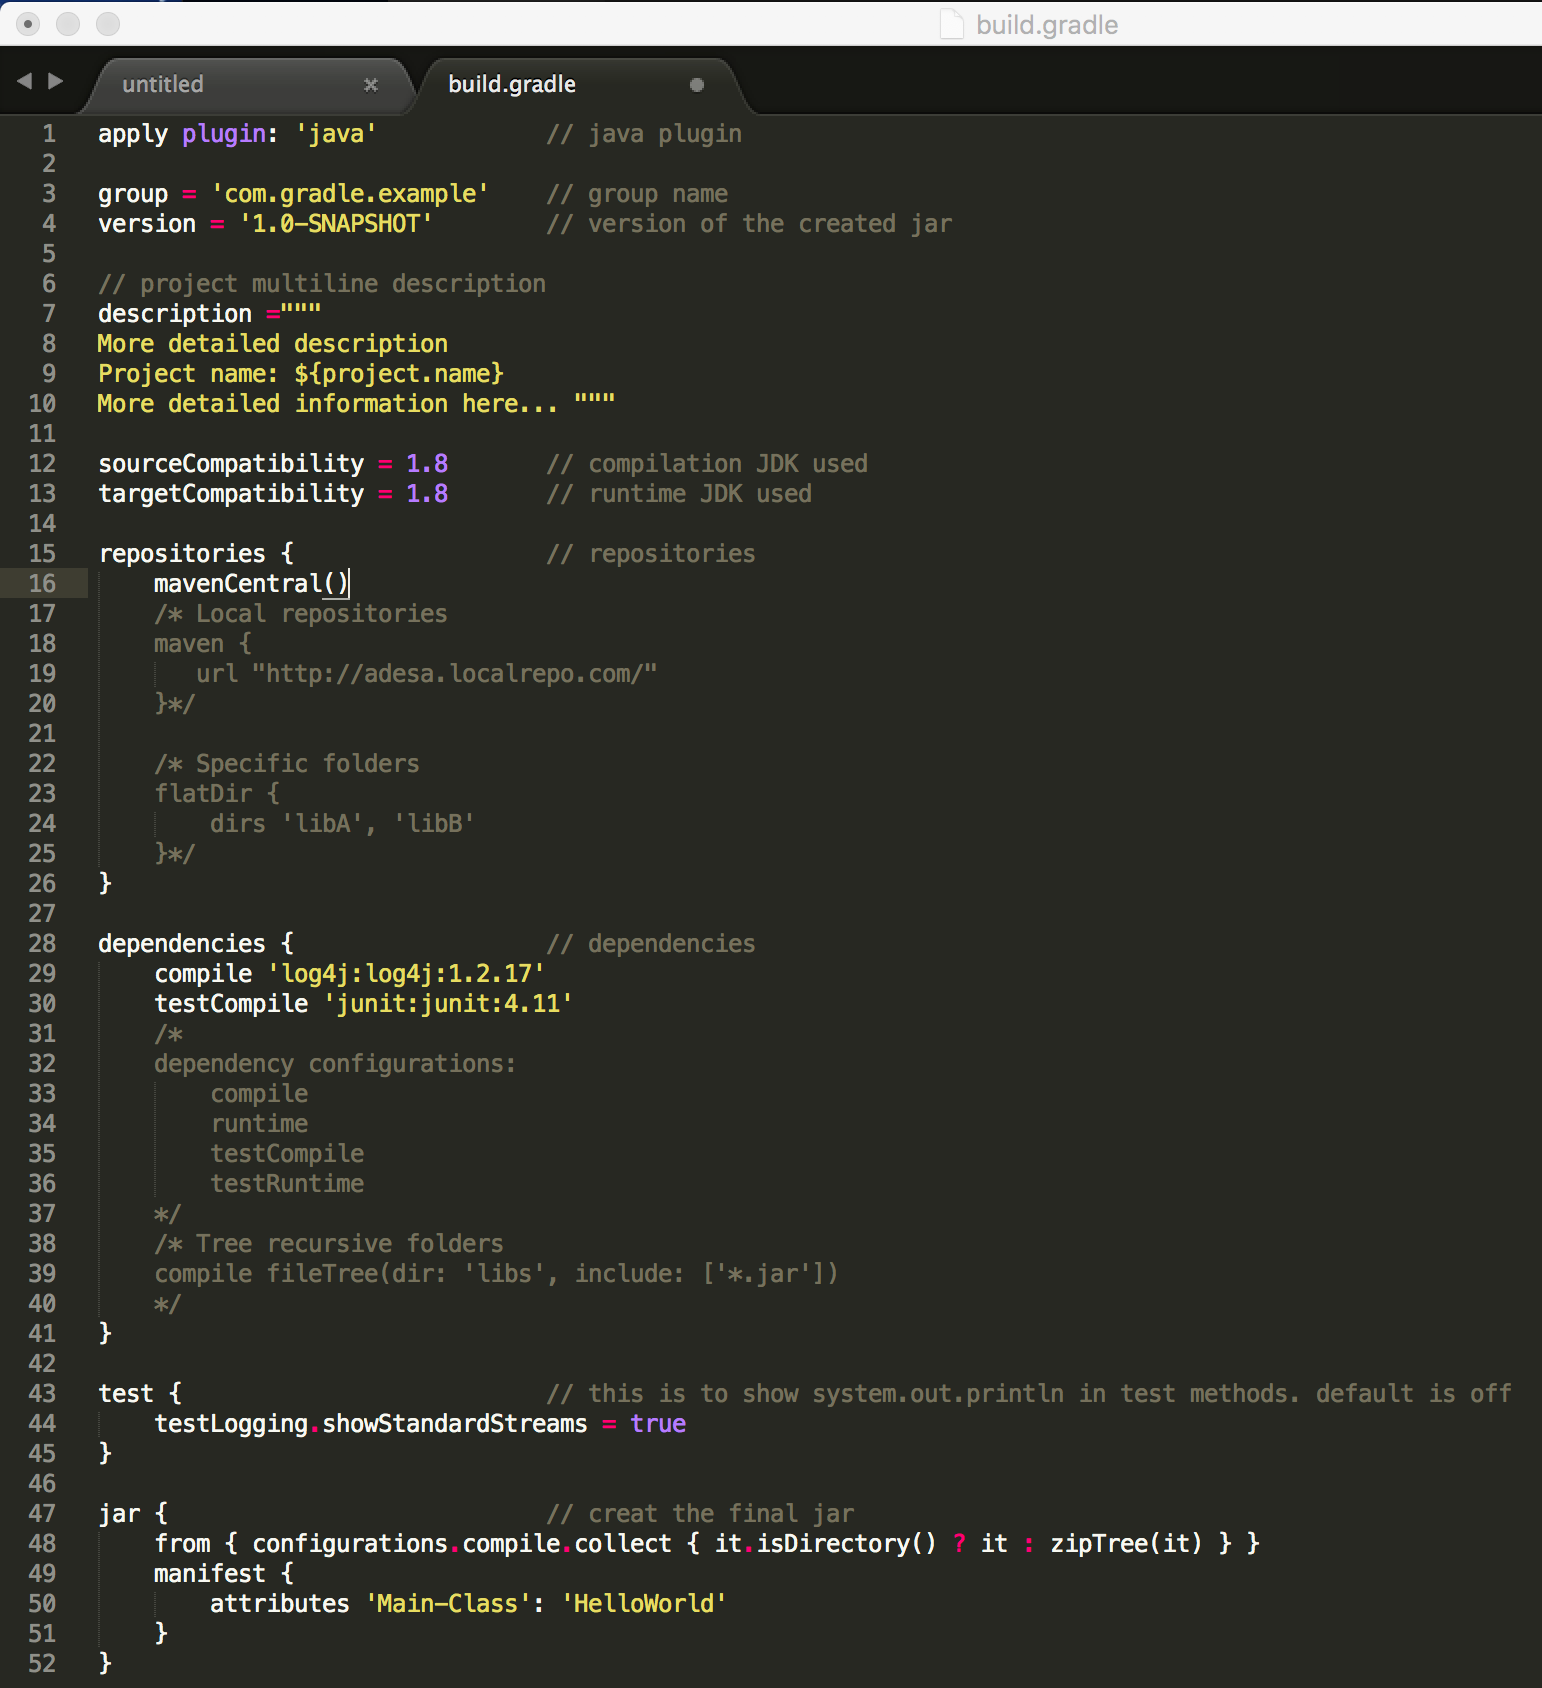 build.gradle
untitled build.gradle
1 apply plugin: 'java'            // java plugin
2
3 group = 'com.gradle.example'    // group name
4 version = '1.0-SNAPSHOT'        // version of the created jar
5
6 // project multiline description
7 description ="""
8 More detailed description
9 Project name: ${project.name}
10 More detailed information here... """
11
12 sourceCompatibility = 1.8       // compilation JDK used
13 targetCompatibility = 1.8       // runtime JDK used
14
15 repositories {                  // repositories
16     mavenCentral()
17     /* Local repositories
18     maven {
19        url "http://adesa.localrepo.com/"
20     }*/
21
22     /* Specific folders
23     flatDir {
24         dirs 'libA', 'libB'
25     }*/
26 }
27
28 dependencies {                  // dependencies
29     compile 'log4j:log4j:1.2.17'
30     testCompile 'junit:junit:4.11'
31     /*
32     dependency configurations:
33         compile
34         runtime
35         testCompile
36         testRuntime
37     */
38     /* Tree recursive folders
39     compile fileTree(dir: 'libs', include: ['*.jar'])
40     */
41 }
42
43 test {                          // this is to show system.out.println in test methods. default is off
44     testLogging.showStandardStreams = true
45 }
46
47 jar {                           // creat the final jar
48     from { configurations.compile.collect { it.isDirectory() ? it : zipTree(it) } }
49     manifest {
50         attributes 'Main-Class': 'HelloWorld'
51     }
52 }